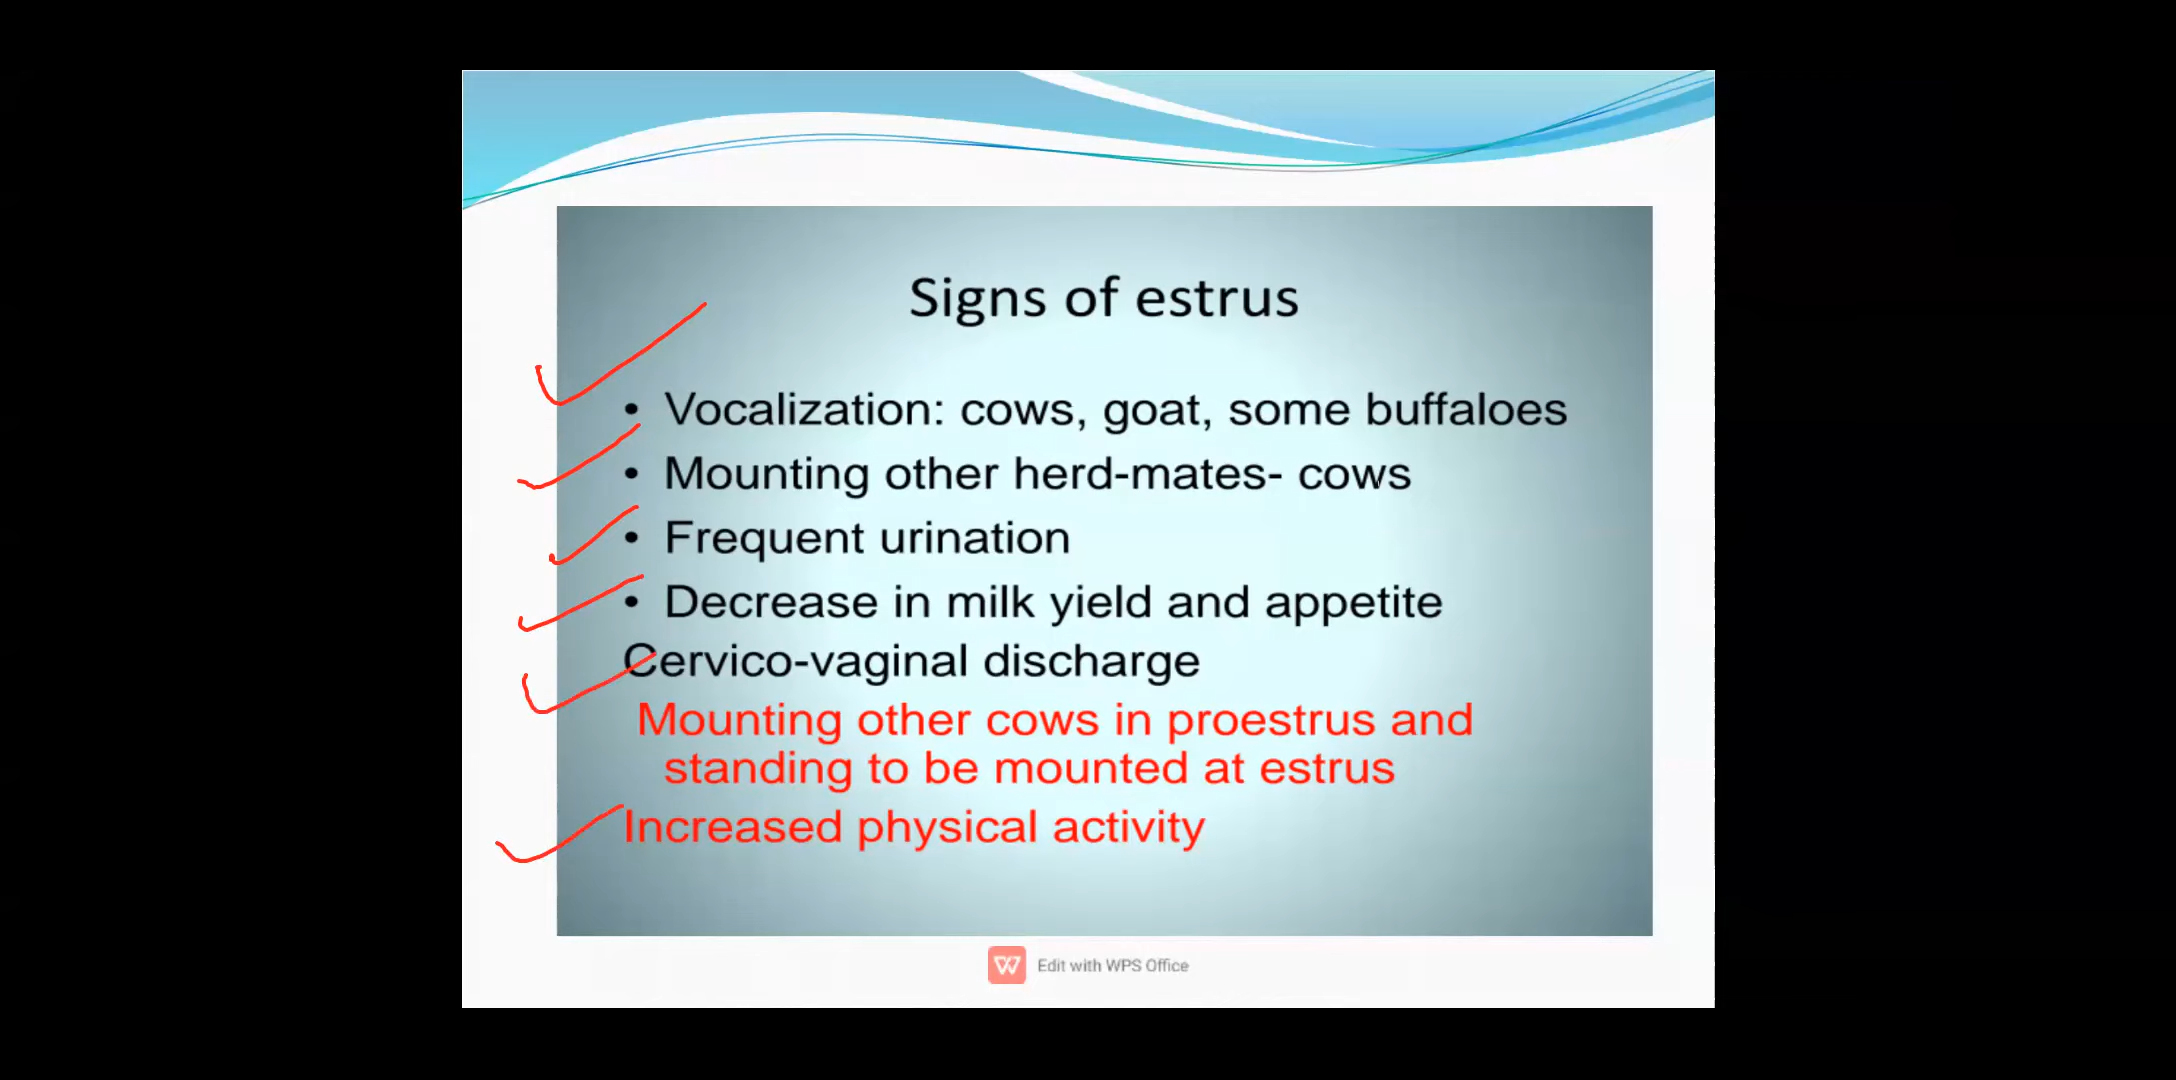 Signs of estrus
• Vocalization: cows, goat, some buffaloes
• Mounting other herd-mates- cows
• Frequent urination
• Decrease in milk yield and appetite
Cervico-vaginal discharge
Mounting other cows in proestrus and
standing to be mounted at estrus
Increased physical activity
Edit with WPS Office